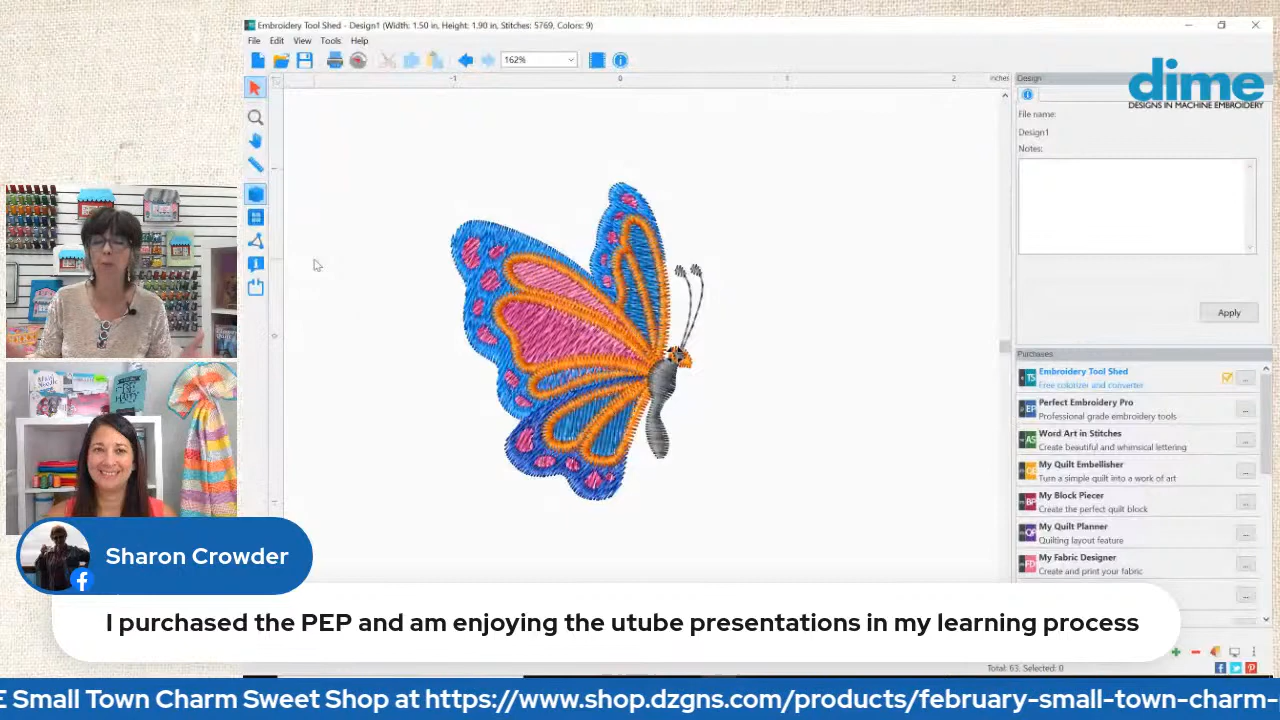 Embroidery Tool Shed - Design1 (Width: 1.50 in, Height: 1.90 in, Stitches: 5769, Colors: 9)
File Edit View Tools Help
162%
-1 0 1 2 inches
Design
dime
DESIGNS IN MACHINE EMBROIDERY
File name:
Design1
Notes:
Apply
Purchases
Embroidery Tool Shed
Free colorizer and converter
Perfect Embroidery Pro
Professional grade embroidery tools
Word Art in Stitches
Create beautiful and whimsical lettering
My Quilt Embellisher
Turn a simple quilt into a work of art
My Block Piecer
Create the perfect quilt block
My Quilt Planner
Quilting layout feature
My Fabric Designer
Create and print your fabric
Sharon Crowder
I purchased the PEP and am enjoying the utube presentations in my learning process
Total: 63, Selected: 0
E Small Town Charm Sweet Shop at https://www.shop.dzgns.com/products/february-small-town-charm-